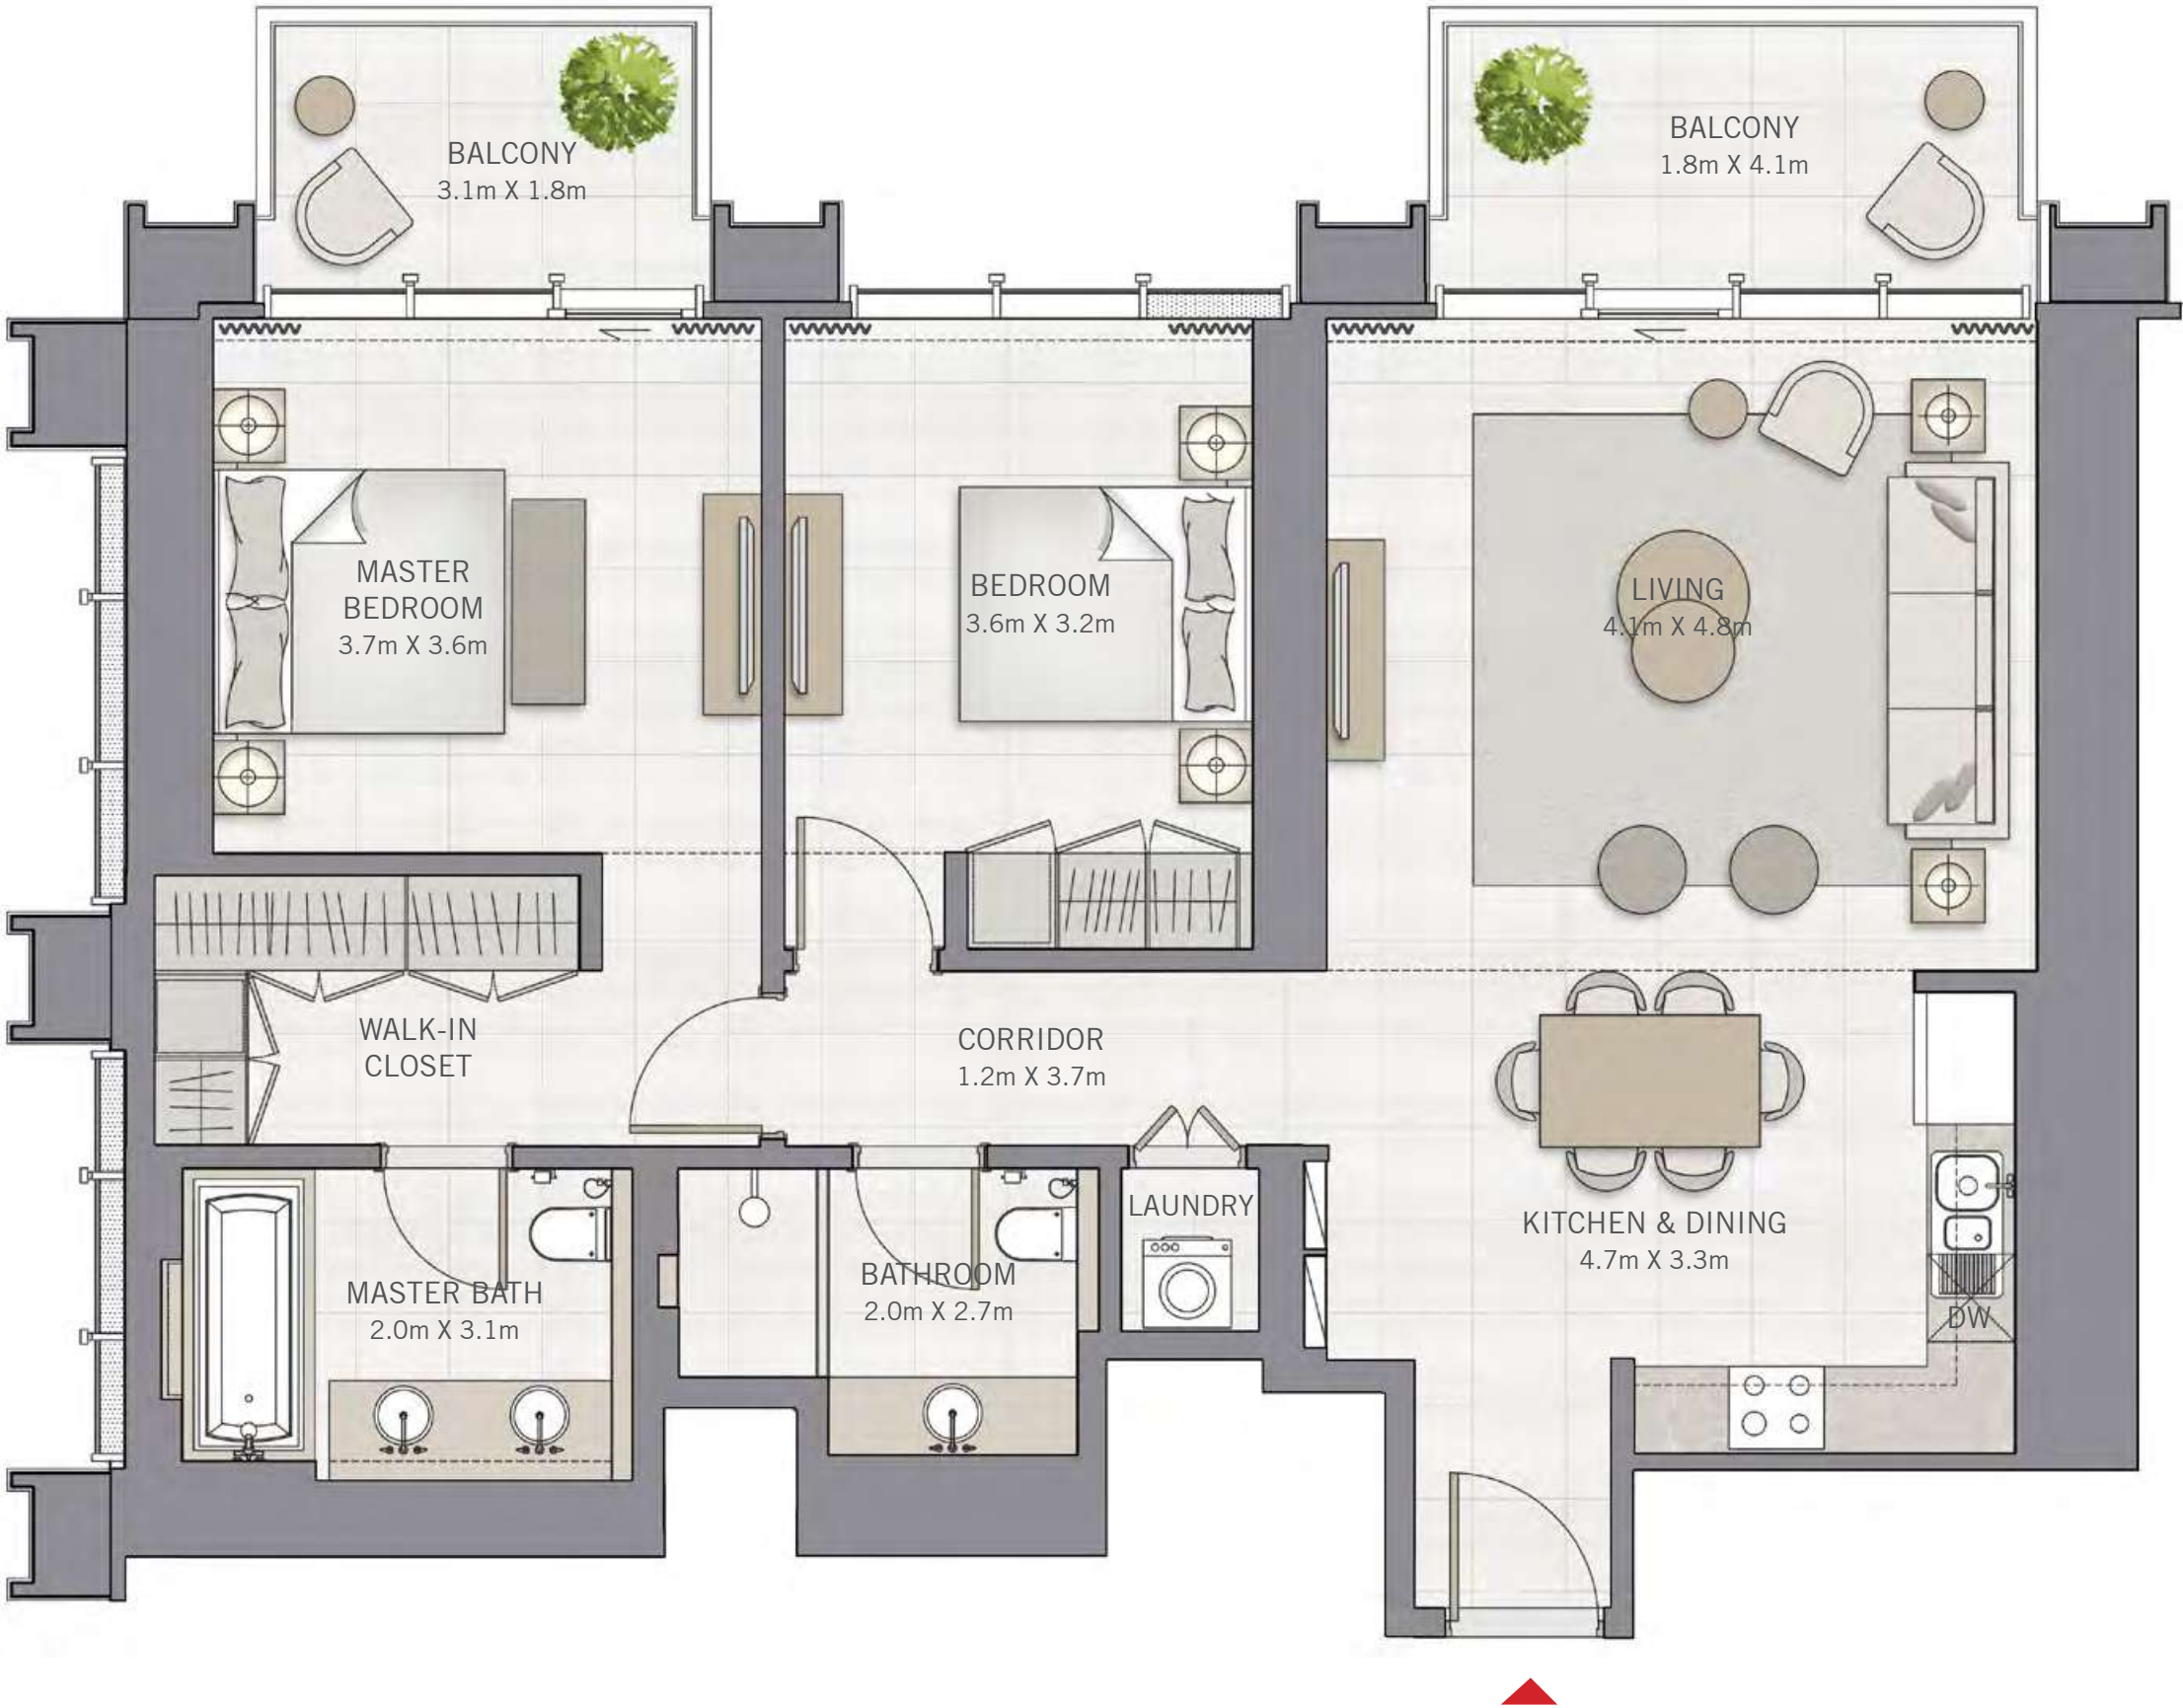 BALCONY
3.1m X 1.8m
BALCONY
1.8m X 4.1m
MASTER
BEDROOM
3.7m X 3.6m
BEDROOM
3.6m X 3.2m
LIVING
4.1m X 4.8m
WALK-IN
CLOSET
CORRIDOR
1.2m X 3.7m
LAUNDRY
KITCHEN & DINING
4.7m X 3.3m
MASTER BATH
2.0m X 3.1m
BATHROOM
2.0m X 2.7m
DW